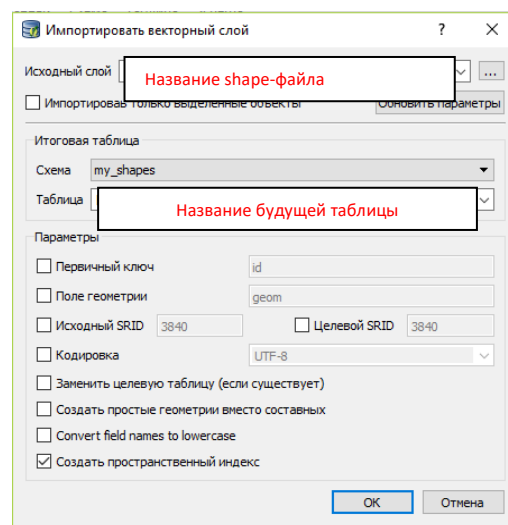 Импортировать векторный слой
?
Исходный слой
Название shape-файла
...
Импортировав только выделенные объекты
Обновить параметры
Итоговая таблица
Схема my_shapes
Таблица
Название будущей таблицы
Параметры
Первичный ключ id
Поле геометрии geom
Исходный SRID 3840 Целевой SRID 3840
Кодировка UTF-8
Заменить целевую таблицу (если существует)
Создать простые геометрии вместо составных
Convert field names to lowercase
Создать пространственный индекс
OK Отмена